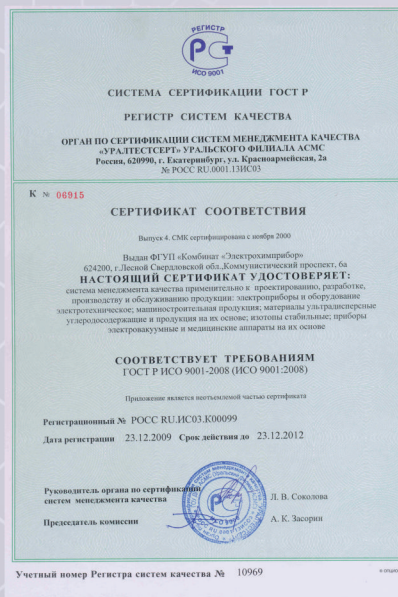 РЕГИСТР
РСТ
ИСО 9001
СИСТЕМА СЕРТИФИКАЦИИ ГОСТ Р
РЕГИСТР СИСТЕМ КАЧЕСТВА
ОРГАН ПО СЕРТИФИКАЦИИ СИСТЕМ МЕНЕДЖМЕНТА КАЧЕСТВА
«УРАЛТЕСТСЕРТ» УРАЛЬСКОГО ФИЛИАЛА АСМС
Россия, 620990, г. Екатеринбург, ул. Красноармейская, 2а
№ РОСС RU.0001.13ИС03
К № 06915
СЕРТИФИКАТ СООТВЕТСТВИЯ
Выпуск 4. СМК сертифицирована с ноября 2000
Выдан ФГУП «Комбинат «Электрохимприбор»
624200, г.Лесной Свердловской обл.,Коммунистический проспект, 6а
НАСТОЯЩИЙ СЕРТИФИКАТ УДОСТОВЕРЯЕТ:
система менеджмента качества применительно к проектированию, разработке,
производству и обслуживанию продукции: электроприборы и оборудование
электротехническое; машиностроительная продукция; материалы ультрадисперсные
углеродосодержащие и продукция на их основе; изотопы стабильные; приборы
электровакуумные и медицинские аппараты на их основе
СООТВЕТСТВУЕТ ТРЕБОВАНИЯМ
ГОСТ Р ИСО 9001-2008 (ИСО 9001:2008)
Приложение является неотъемлемой частью сертификата
Регистрационный № РОСС RU.ИС03.К00099
Дата регистрации 23.12.2009 Срок действия до 23.12.2012
Руководитель органа по сертификации
систем менеджмента качества Л. В. Соколова
Председатель комиссии А. К. Засорин
Учетный номер Регистра систем качества № 10969